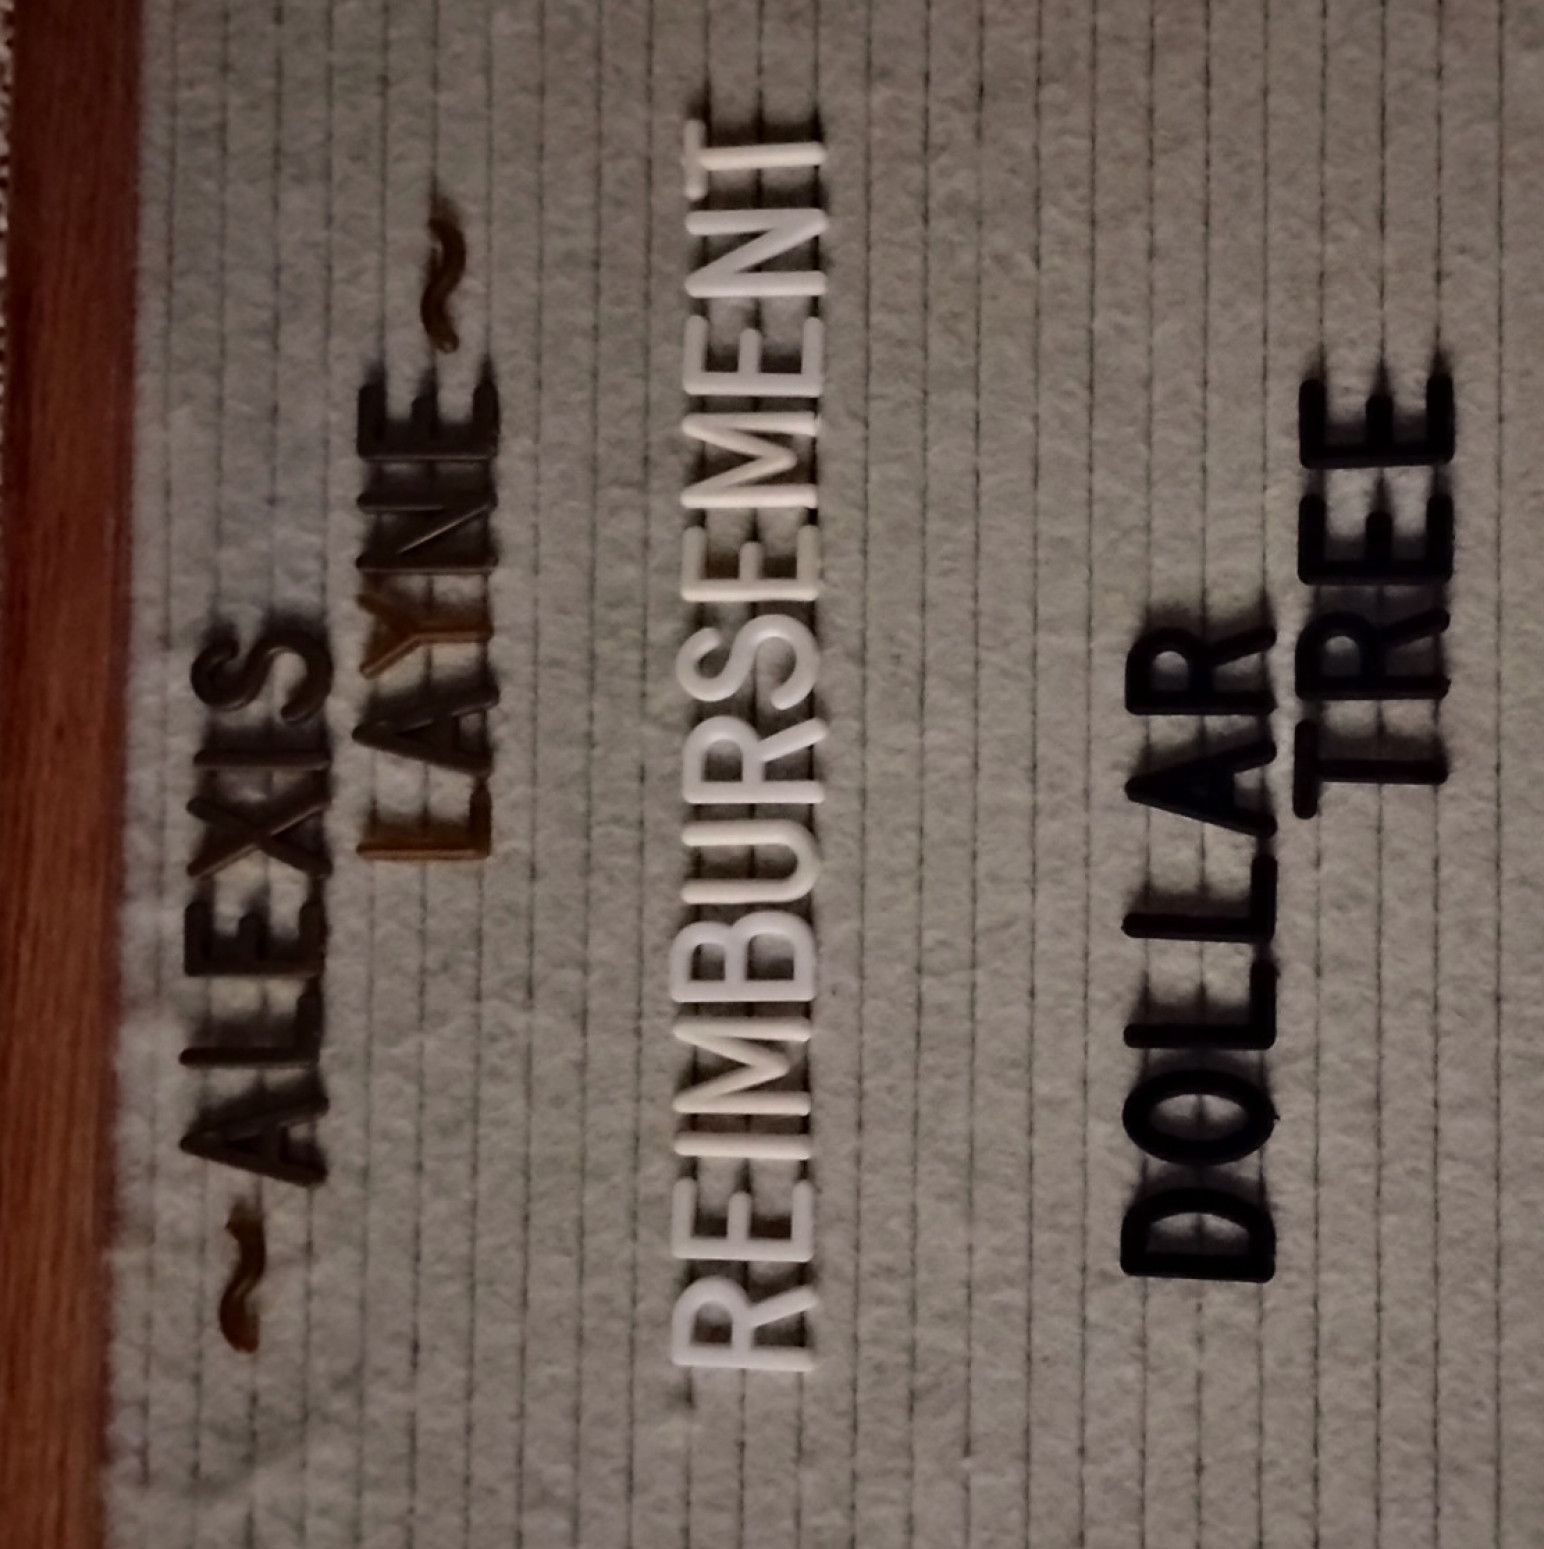 ~ ALEXIS
LAYNE ~
REIMBURSEMENT
DOLLAR
TREE